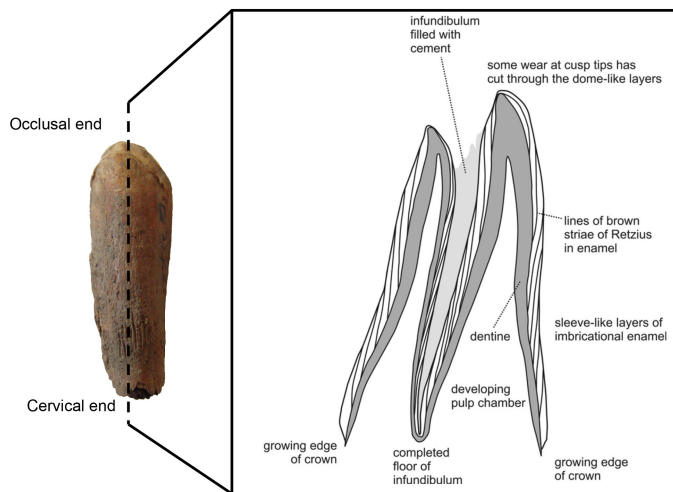 infundibulum
filled with
cement
some wear at cusp tips has
cut through the dome-like layers
Occlusal end
lines of brown
striae of Retzius
in enamel
dentine
sleeve-like layers of
imbricational enamel
developing
pulp chamber
Cervical end
growing edge
of crown
completed
floor of
infundibulum
growing edge
of crown